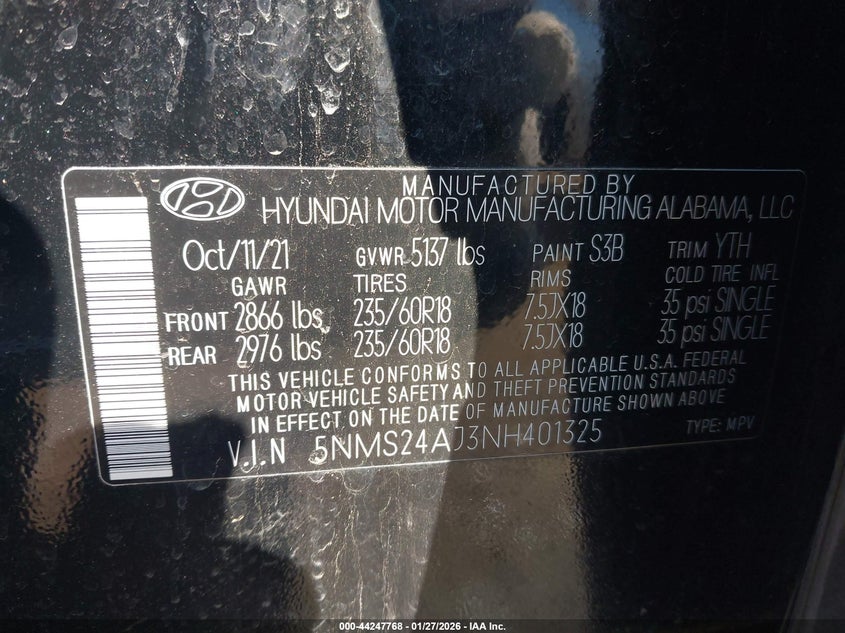 MANUFACTURED BY
HYUNDAI MOTOR MANUFACTURING ALABAMA, LLC
Oct/11/21 GVWR 5137 lbs PAINT S3B TRIM YTH
GAWR TIRES RIMS COLD TIRE INFL
FRONT 2866 lbs 235/60R18 7.5JX18 35 psi SINGLE
REAR 2976 lbs 235/60R18 7.5JX18 35 psi SINGLE
THIS VEHICLE CONFORMS TO ALL APPLICABLE U.S.A. FEDERAL
MOTOR VEHICLE SAFETY AND THEFT PREVENTION STANDARDS
IN EFFECT ON THE DATE OF MANUFACTURE SHOWN ABOVE
V.I.N 5NMS24AJ3NH401325 TYPE: MPV
000-44247768 - 01/27/2026 - IAA Inc.